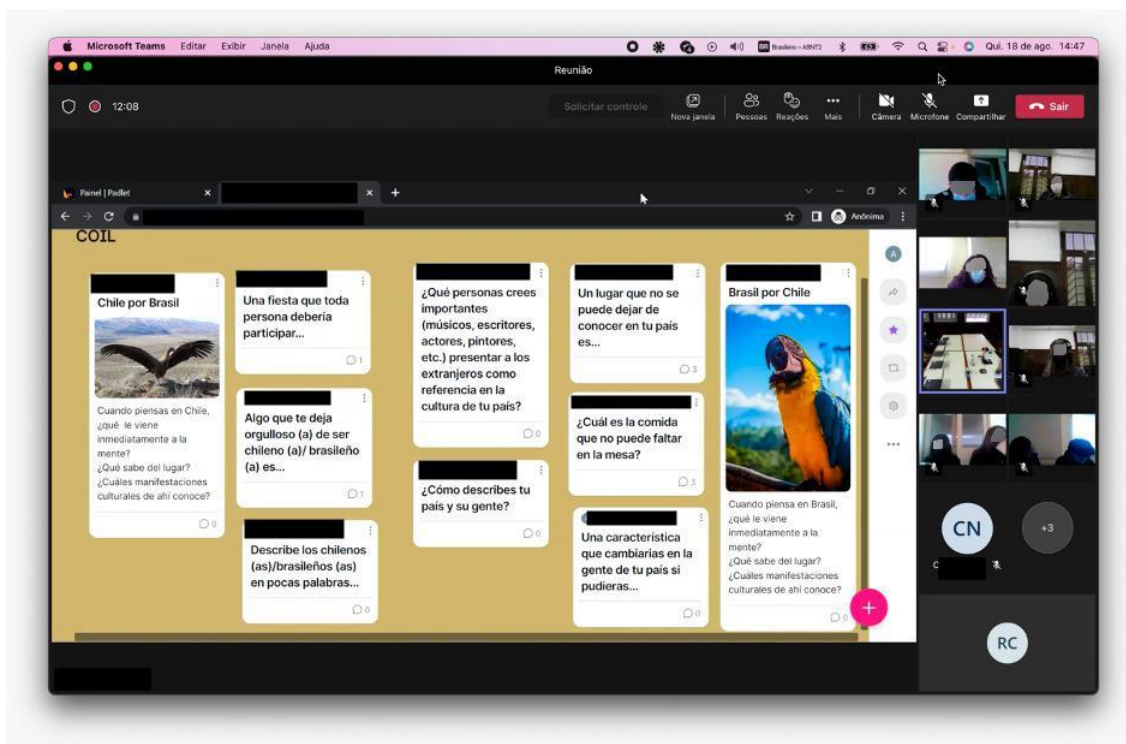 Microsoft Teams Editar Exibir Janela Ajuda
BR Brasileiro - ABNT2
Qui. 18 de ago. 14:47
Reunião
12:08
Solicitar controle
Nova janela
Pessoas
Reações
Mais
Câmera
Microfone
Compartilhar
Sair
Painel | Padlet
Anônima
COIL
Chile por Brasil
Cuando piensas en Chile,
¿qué le viene
inmediatamente a la
mente?
¿Qué sabe del lugar?
¿Cuáles manifestaciones
culturales de ahí conoce?
0
Una fiesta que toda
persona debería
participar...
1
Algo que te deja
orgulloso (a) de ser
chileno (a)/ brasileño
(a) es...
1
Describe los chilenos
(as)/brasileños (as)
en pocas palabras...
0
¿Qué personas crees
importantes
(músicos, escritores,
actores, pintores,
etc.) presentar a los
extranjeros como
referencia en la
cultura de tu país?
0
¿Cómo describes tu
país y su gente?
0
Un lugar que no se
puede dejar de
conocer en tu país
es...
3
¿Cuál es la comida
que no puede faltar
en la mesa?
3
Una característica
que cambiarias en la
gente de tu país si
pudieras...
0
Brasil por Chile
Cuando piensa en Brasil,
¿qué le viene
inmediatamente a la
mente?
¿Qué sabe del lugar?
¿Cuáles manifestaciones
culturales de ahí conoce?
0
A
CN
+3
C
RC